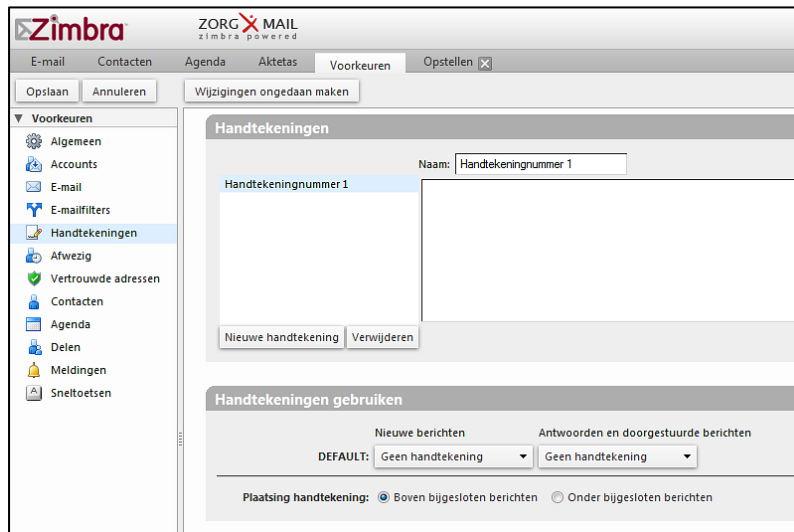 Zimbra
ZORG MAIL
zimbra powered
E-mail Contacten Agenda Aktetas Voorkeuren Opstellen
Opslaan Annuleren Wijzigingen ongedaan maken
Voorkeuren
Algemeen
Accounts
E-mail
E-mailfilters
Handtekeningen
Afwezig
Vertrouwde adressen
Contacten
Agenda
Delen
Meldingen
Sneltoetsen
Handtekeningen
Naam: Handtekeningnummer 1
Handtekeningnummer 1
Nieuwe handtekening Verwijderen
Handtekeningen gebruiken
Nieuwe berichten Antwoorden en doorgestuurde berichten
DEFAULT: Geen handtekening Geen handtekening
Plaatsing handtekening: Boven bijgesloten berichten Onder bijgesloten berichten